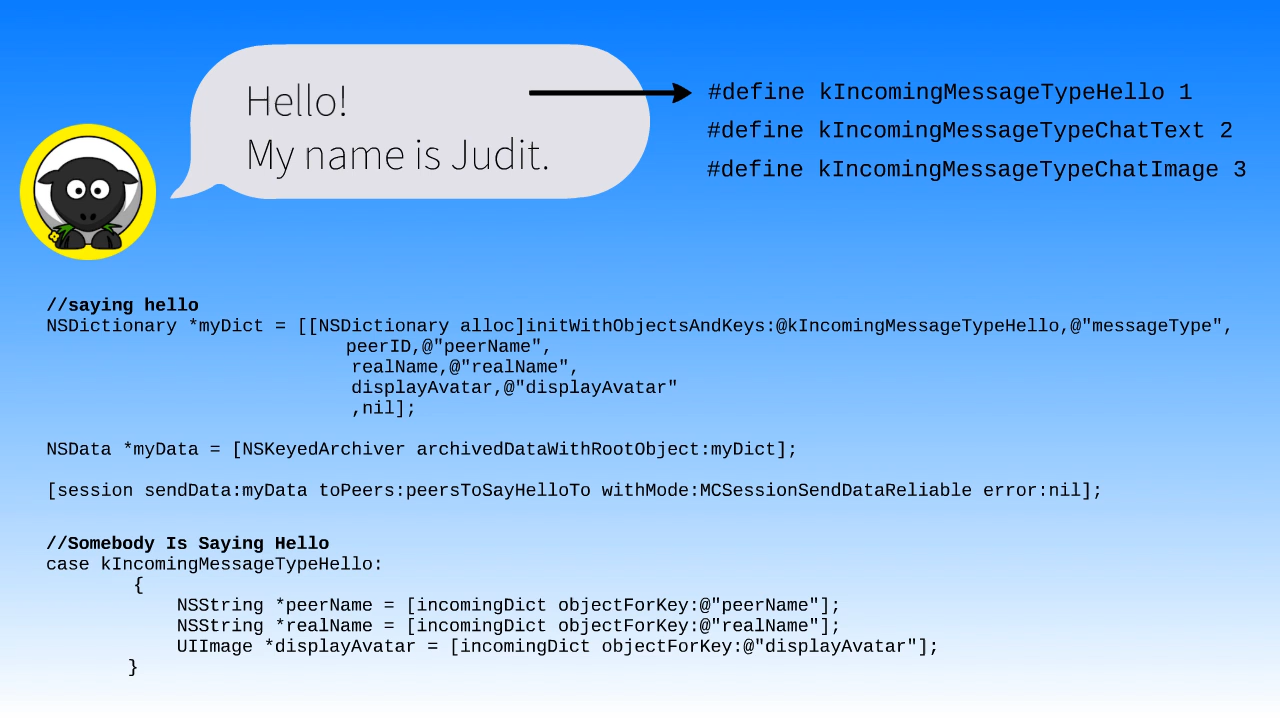 Hello!
My name is Judit.
#define kIncomingMessageTypeHello 1
#define kIncomingMessageTypeChatText 2
#define kIncomingMessageTypeChatImage 3
//saying hello
NSDictionary *myDict = [[NSDictionary alloc]initWithObjectsAndKeys:@kIncomingMessageTypeHello,@"messageType",
peerID,@"peerName",
realName,@"realName",
displayAvatar,@"displayAvatar"
,nil];
NSData *myData = [NSKeyedArchiver archivedDataWithRootObject:myDict];
[session sendData:myData toPeers:peersToSayHelloTo withMode:MCSessionSendDataReliable error:nil];
//Somebody Is Saying Hello
case kIncomingMessageTypeHello:
{
NSString *peerName = [incomingDict objectForKey:@"peerName"];
NSString *realName = [incomingDict objectForKey:@"realName"];
UIImage *displayAvatar = [incomingDict objectForKey:@"displayAvatar"];
}